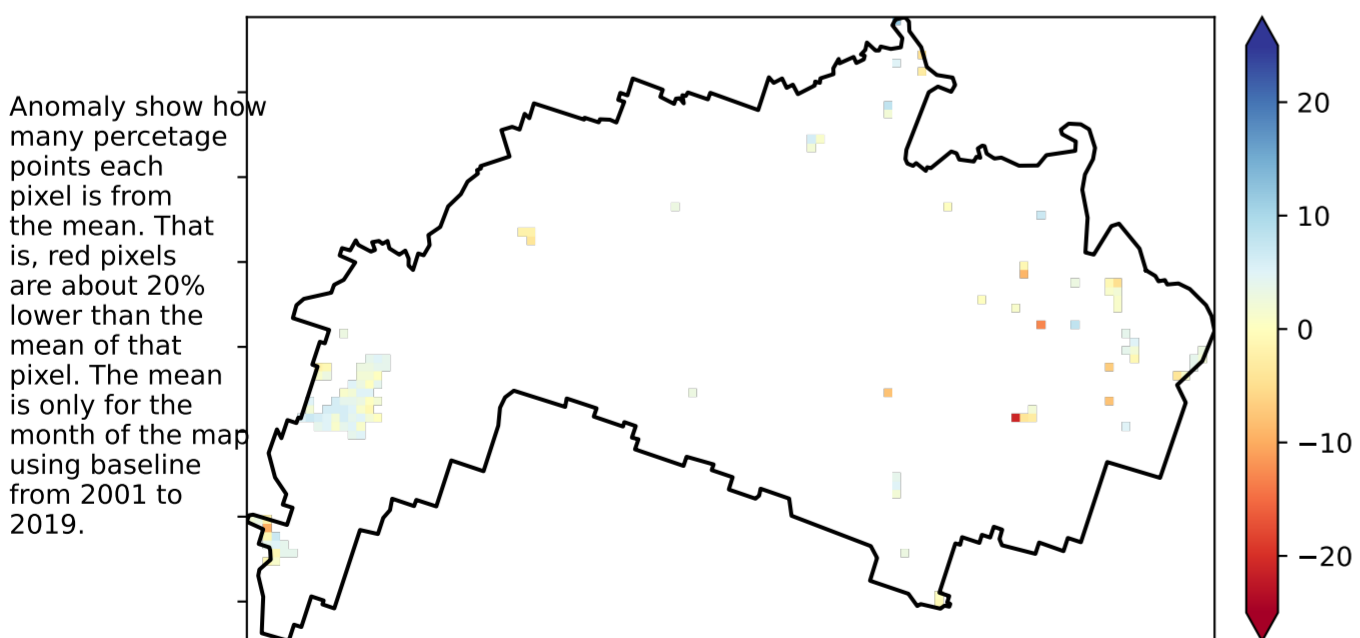 Anomaly show how
many percetage
points each
pixel is from
the mean. That
is, red pixels
are about 20%
lower than the
mean of that
pixel. The mean
is only for the
month of the map
using baseline
from 2001 to
2019.
20
10
0
−10
−20